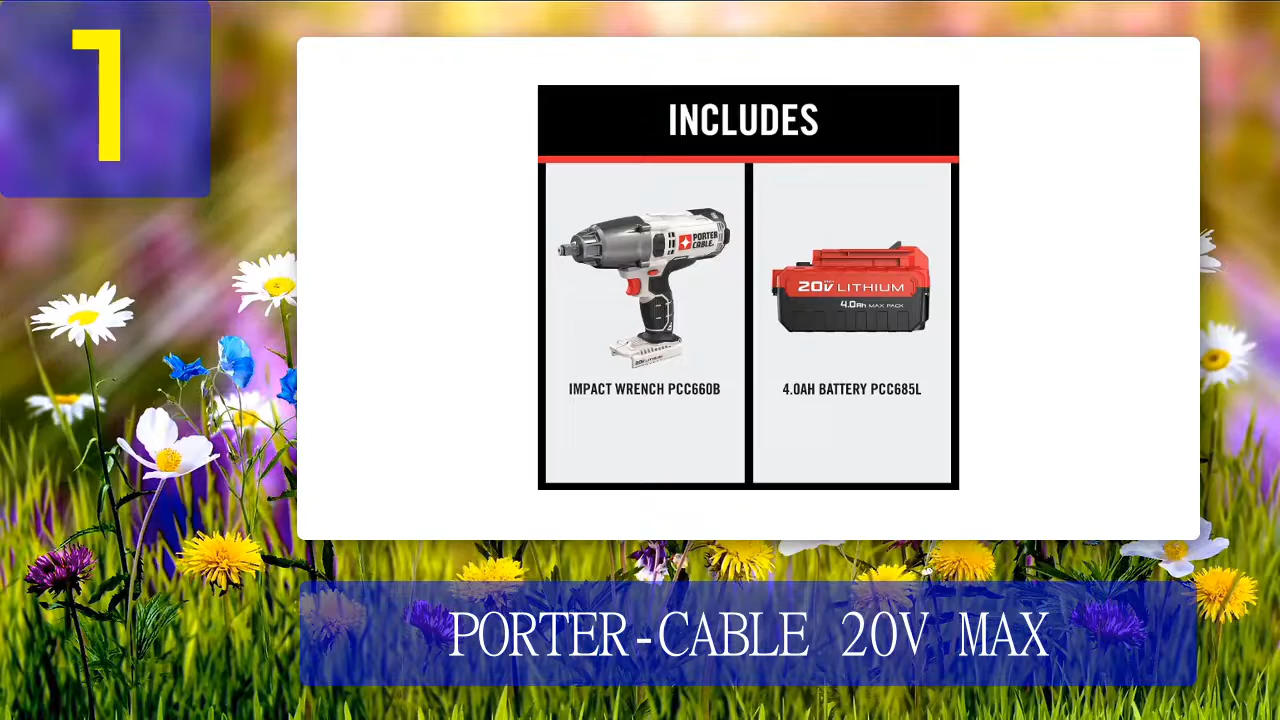 1
INCLUDES
PORTER
CABLE.
20V LITHIUM
4.0Ah MAX PACK
IMPACT WRENCH PCC660B
4.0AH BATTERY PCC685L
PORTER-CABLE 20V MAX